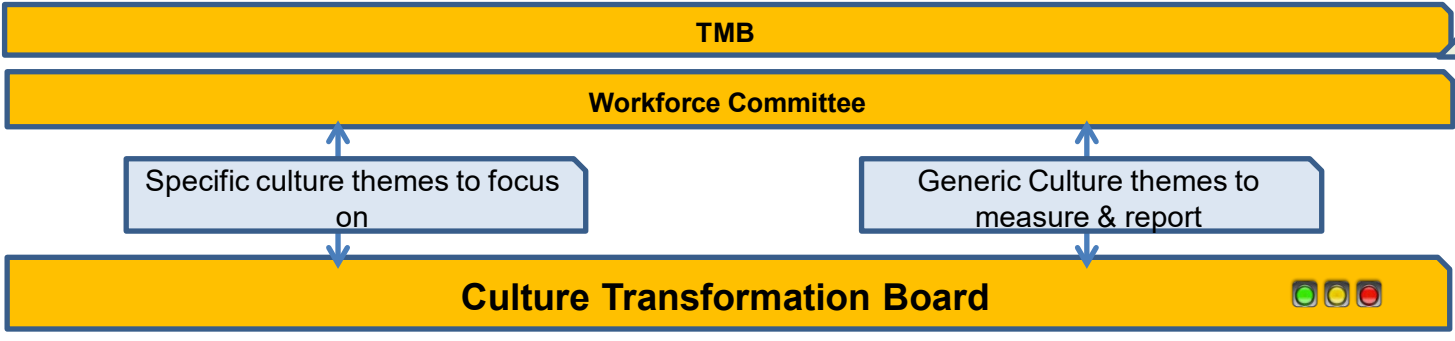 TMB
Workforce Committee
Specific culture themes to focus
on
Generic Culture themes to
measure & report
Culture Transformation Board